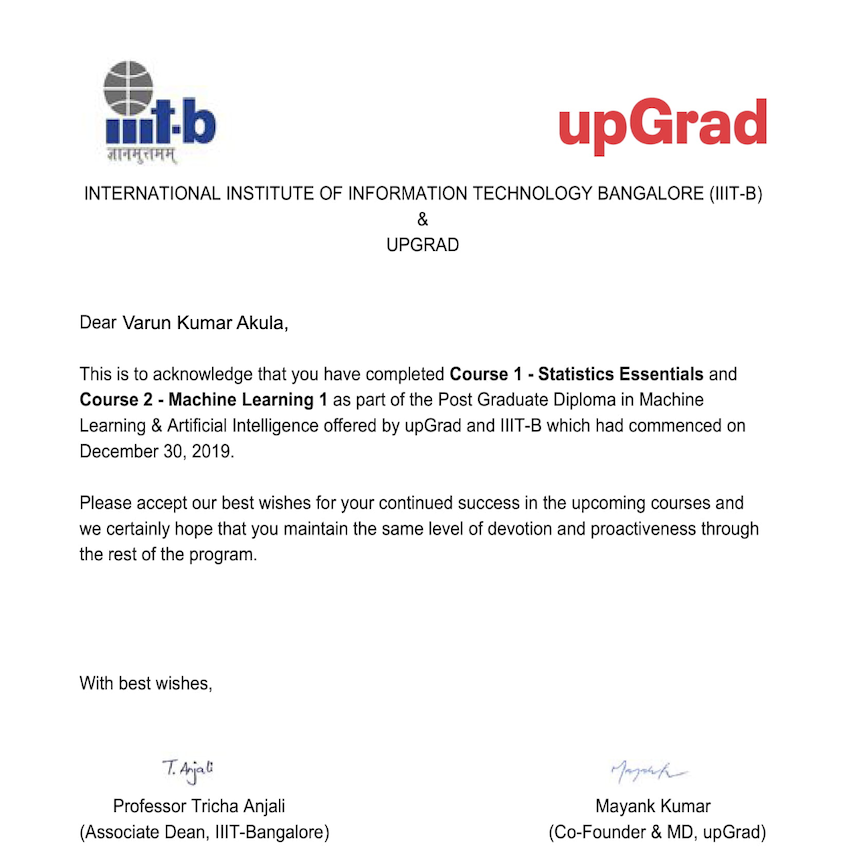 iiit-b
ज्ञानमुत्तमम्
upGrad
INTERNATIONAL INSTITUTE OF INFORMATION TECHNOLOGY BANGALORE (IIIT-B)
&
UPGRAD
Dear Varun Kumar Akula,
This is to acknowledge that you have completed Course 1 - Statistics Essentials and
Course 2 - Machine Learning 1 as part of the Post Graduate Diploma in Machine
Learning & Artificial Intelligence offered by upGrad and IIIT-B which had commenced on
December 30, 2019.
Please accept our best wishes for your continued success in the upcoming courses and
we certainly hope that you maintain the same level of devotion and proactiveness through
the rest of the program.
With best wishes,
T. Anjali
Mayank
Professor Tricha Anjali
Mayank Kumar
(Associate Dean, IIIT-Bangalore)
(Co-Founder & MD, upGrad)